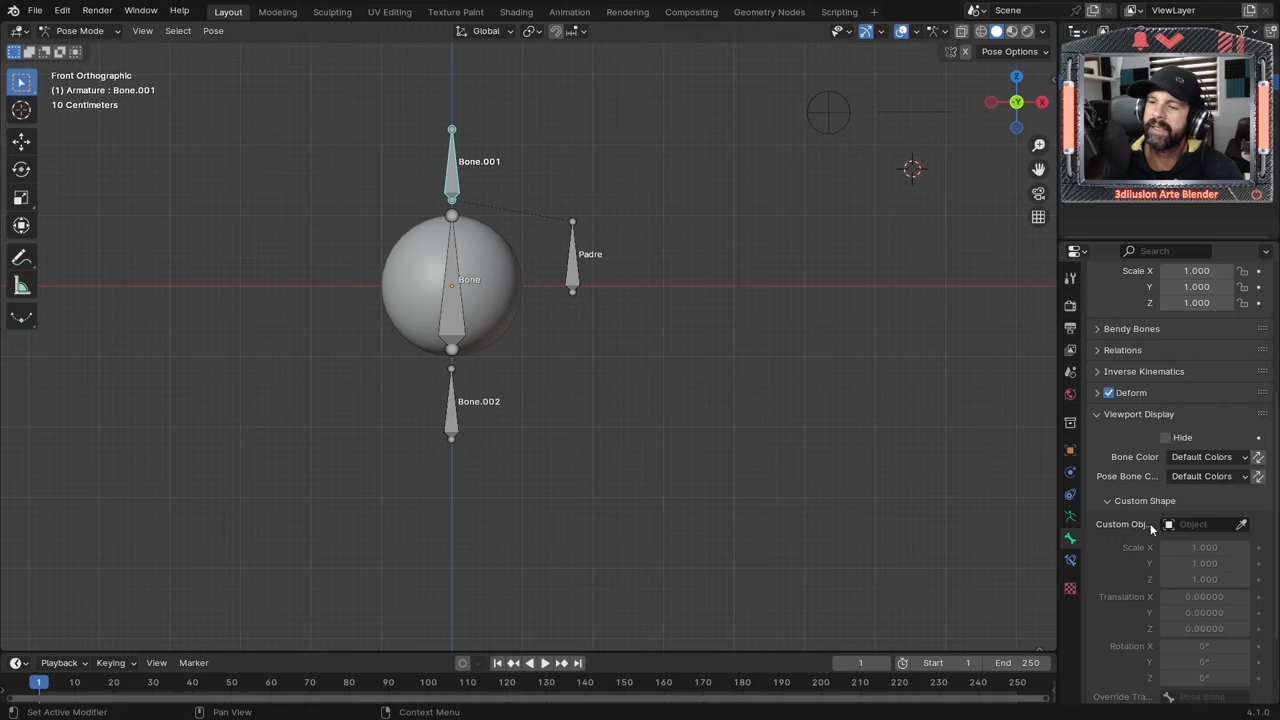 File Edit Render Window Help
Layout Modeling Sculpting UV Editing Texture Paint Shading Animation Rendering Compositing Geometry Nodes Scripting +
Scene
ViewLayer
Pose Mode View Select Pose
Global
Pose Options
X
Front Orthographic
(1) Armature : Bone.001
10 Centimeters
Z
X
-Y
Bone.001
Padre
Bone
Bone.002
3dIlusion Arte Blender
Search
Scale X 1.000
Y 1.000
Z 1.000
Bendy Bones
Relations
Inverse Kinematics
Deform
Viewport Display
Hide
Bone Color Default Colors
Pose Bone C... Default Colors
Custom Shape
Custom Obj... Object
Scale X 1.000
Y 1.000
Z 1.000
Translation X 0.00000
Y 0.00000
Z 0.00000
Rotation X 0°
Y 0°
Z 0°
Override Tra... Pose Bone
Playback Keying View Marker
1 Start 1 End 250
1 10 20 30 40 50 60 70 80 90 100 110 120 130 140 150 160 170 180 190 200 210 220 230 240 250
Set Active Modifier Pan View Context Menu 4.1.0